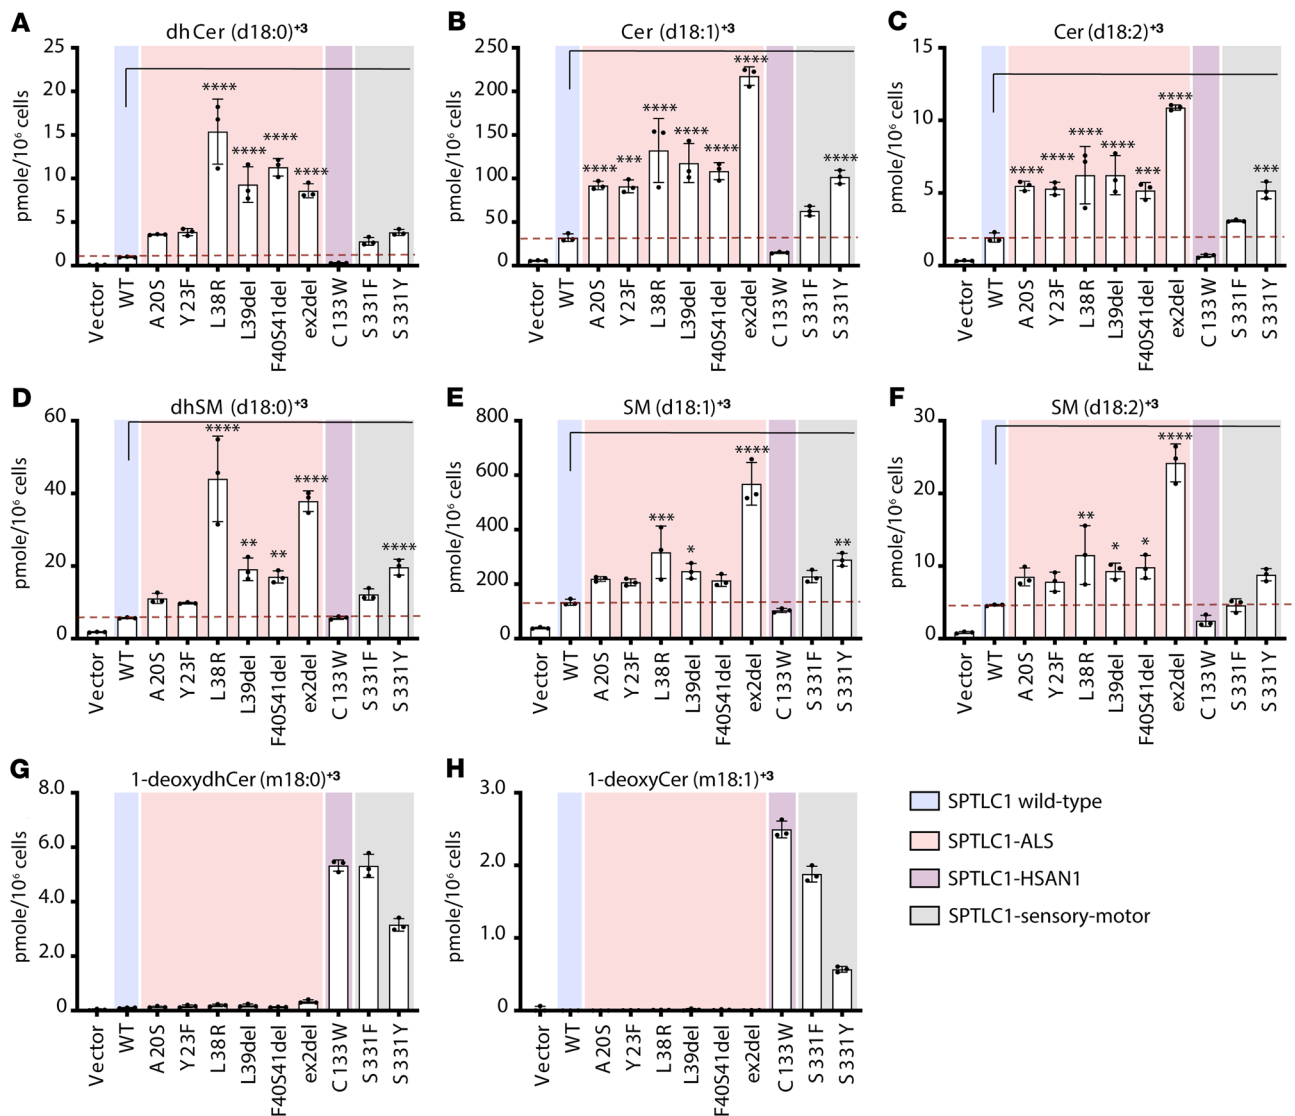 A
dhCer (d18:0)+3
pmole/10⁶ cells
25
20
15
10
5
0
****
****
****
****
Vector
WT
A20S
Y23F
L38R
L39del
F40S41del
ex2del
C133W
S331F
S331Y
B
Cer (d18:1)+3
pmole/10⁶ cells
250
200
150
100
50
0
****
***
****
****
****
****
****
Vector
WT
A20S
Y23F
L38R
L39del
F40S41del
ex2del
C133W
S331F
S331Y
C
Cer(d18:2)+3
pmole/10⁶ cells
15
10
5
0
****
****
****
****
***
****
***
Vector
WT
A20S
Y23F
L38R
L39del
F40S41del
ex2del
C133W
S331F
S331Y
D
dhSM (d18:0)+3
pmole/10⁶ cells
60
40
20
0
****
**
**
****
****
Vector
WT
A20S
Y23F
L38R
L39del
F40S41del
ex2del
C133W
S331F
S331Y
E
SM (d18:1)+3
pmole/10⁶ cells
800
600
400
200
0
***
*
****
**
Vector
WT
A20S
Y23F
L38R
L39del
F40S41del
ex2del
C133W
S331F
S331Y
F
SM (d18:2)+3
pmole/10⁶ cells
30
20
10
0
**
*
*
****
Vector
WT
A20S
Y23F
L38R
L39del
F40S41del
ex2del
C133W
S331F
S331Y
G
1-deoxydhCer (m18:0)+3
pmole/10⁶ cells
8.0
6.0
4.0
2.0
0
Vector
WT
A20S
Y23F
L38R
L39del
F40S41del
ex2del
C133W
S331F
S331Y
H
1-deoxyCer (m18:1)+3
pmole/10⁶ cells
3.0
2.0
1.0
0
Vector
WT
A20S
Y23F
L38R
L39del
F40S41del
ex2del
C133W
S331F
S331Y
SPTLC1 wild-type
SPTLC1-ALS
SPTLC1-HSAN1
SPTLC1-sensory-motor